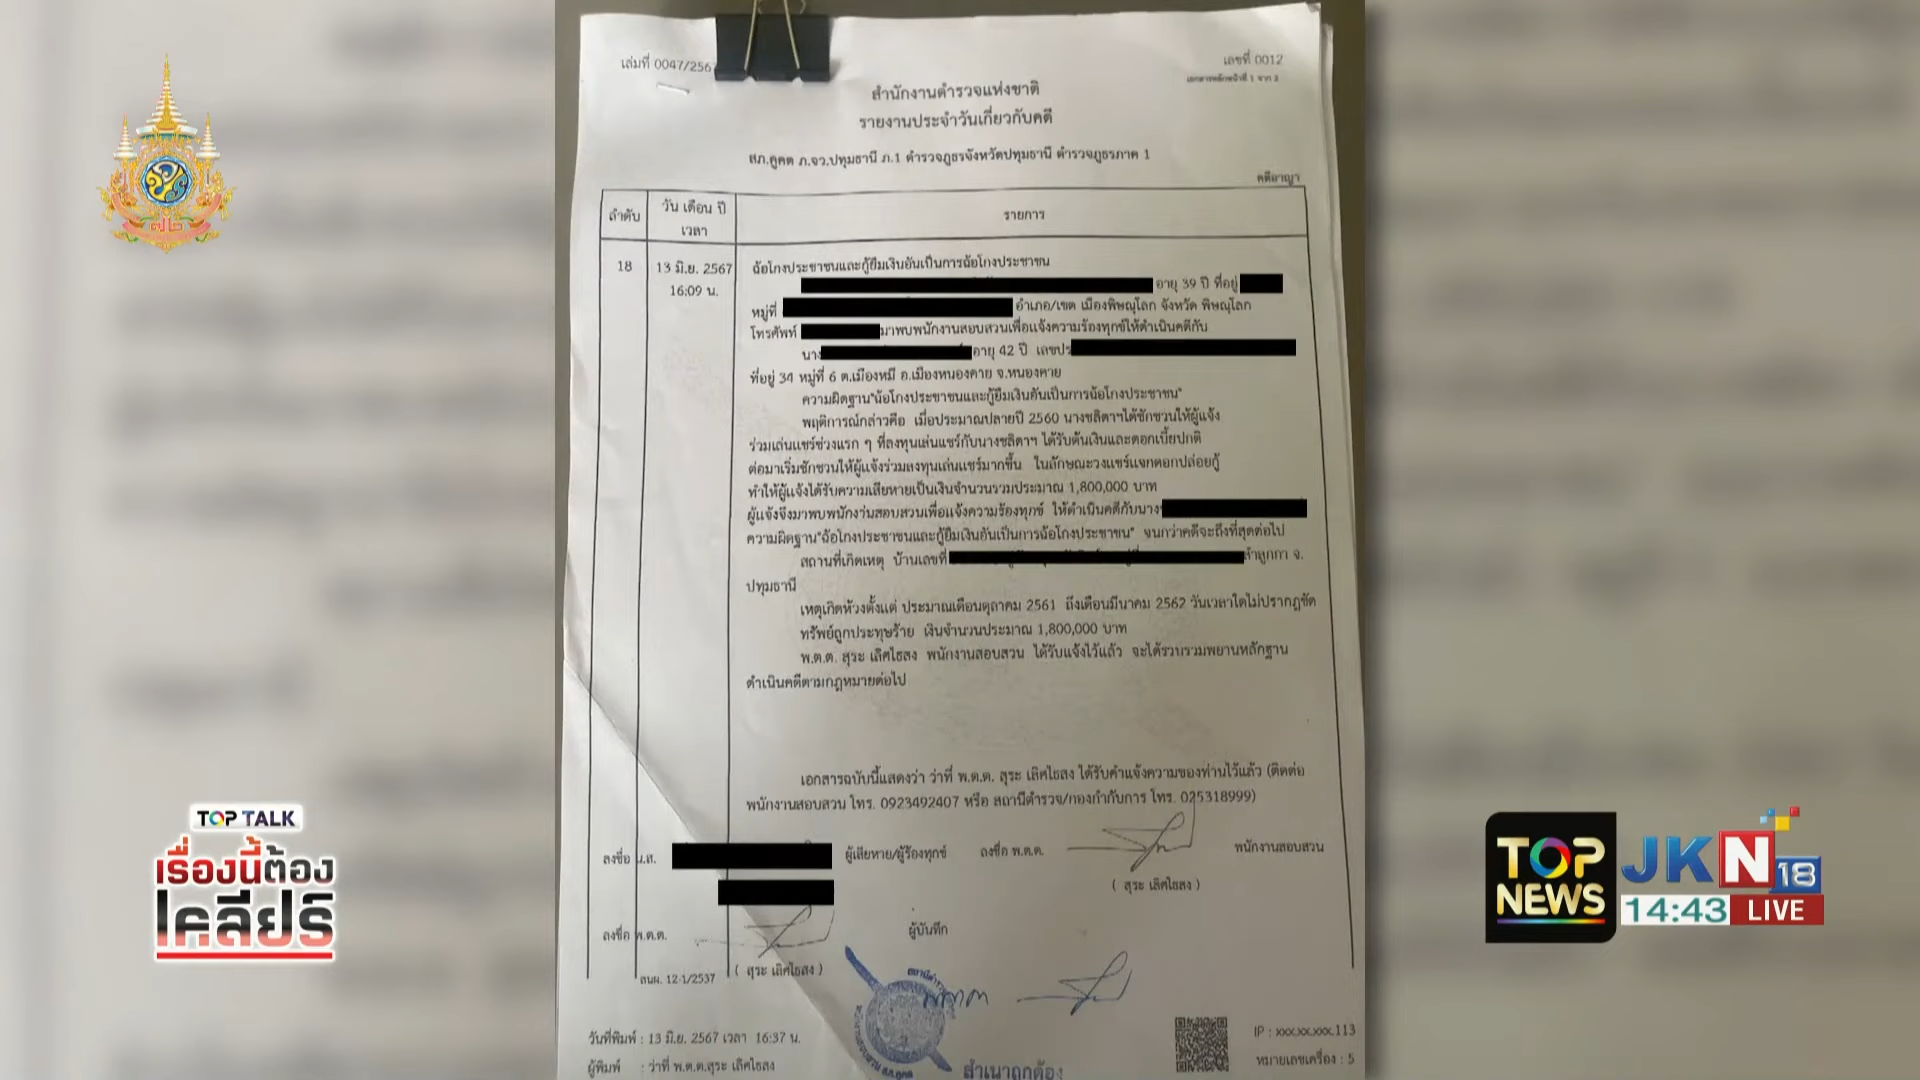 เล่มที่ 0047/256
เลขที่ 0012
เอกสารหลักหน้าที่ 1 จาก 2
สำนักงานตำรวจแห่งชาติ
รายงานประจำวันเกี่ยวกับคดี
สภ.คูคต ภ.จว.ปทุมธานี ภ.1 ตำรวจภูธรจังหวัดปทุมธานี ตำรวจภูธรภาค 1
คดีอาญา
ลำดับ
วัน เดือน ปี
เวลา
รายการ
18
13 มิ.ย. 2567
16:09 น.
ฉ้อโกงประชาชนและกู้ยืมเงินอันเป็นการฉ้อโกงประชาชน
อายุ 39 ปี ที่อยู่
หมู่ที่ อำเภอ/เขต เมืองพิษณุโลก จังหวัด พิษณุโลก
โทรศัพท์ มาพบพนักงานสอบสวนเพื่อแจ้งความร้องทุกข์ให้ดำเนินคดีกับ
นาง อายุ 42 ปี เลขประ
ที่อยู่ 34 หมู่ที่ 6 ต.เมืองหมี อ.เมืองหนองคาย จ.หนองคาย
ความผิดฐาน"ฉ้อโกงประชาชนและกู้ยืมเงินอันเป็นการฉ้อโกงประชาชน"
พฤติการณ์กล่าวคือ เมื่อประมาณปลายปี 2560 นางชลิดาฯได้ชักชวนให้ผู้แจ้ง
ร่วมเล่นแชร์ช่วงแรก ๆ ที่ลงทุนเล่นแชร์กับนางชลิดาฯ ได้รับต้นเงินและดอกเบี้ยปกติ
ต่อมาเริ่มชักชวนให้ผู้แจ้งร่วมลงทุนเล่นแชร์มากขึ้น ในลักษณะวงแชร์แจกดอกปล่อยกู้
ทำให้ผู้แจ้งได้รับความเสียหายเป็นเงินจำนวนรวมประมาณ 1,800,000 บาท
ผู้แจ้งจึงมาพบพนักงานสอบสวนเพื่อแจ้งความร้องทุกข์ ให้ดำเนินคดีกับนาง
ความผิดฐาน"ฉ้อโกงประชาชนและกู้ยืมเงินอันเป็นการฉ้อโกงประชาชน" จนกว่าคดีจะถึงที่สุดต่อไป
สถานที่เกิดเหตุ บ้านเลขที่ ลำลูกกา จ.
ปทุมธานี
เหตุเกิดห้วงตั้งแต่ ประมาณเดือนตุลาคม 2561 ถึงเดือนมีนาคม 2562 วันเวลาใดไม่ปรากฏชัด
ทรัพย์ถูกประทุษร้าย เงินจำนวนประมาณ 1,800,000 บาท
พ.ต.ต. สุระ เลิศไธสง พนักงานสอบสวน ได้รับแจ้งไว้แล้ว จะได้รวบรวมพยานหลักฐาน
ดำเนินคดีตามกฎหมายต่อไป
เอกสารฉบับนี้แสดงว่า ว่าที่ พ.ต.ต. สุระ เลิศไธสง ได้รับคำแจ้งความของท่านไว้แล้ว (ติดต่อ
พนักงานสอบสวน โทร. 0923492407 หรือ สถานีตำรวจ/กองกำกับการ โทร. 025318999)
ลงชื่อ น.ส. ผู้เสียหาย/ผู้ร้องทุกข์ ลงชื่อ พ.ต.ต. พนักงานสอบสวน
( สุระ เลิศไธสง )
ลงชื่อ พ.ต.ต. ผู้บันทึก
( สุระ เลิศไธสง )
สนผ. 12-1/2537
วันที่พิมพ์ : 13 มิ.ย. 2567 เวลา 16:37 น.
ผู้พิมพ์ : ว่าที่ พ.ต.ต.สุระ เลิศไธสง
สำเนาถูกต้อง
IP : xxx.xx.xxx.113
หมายเลขเครื่อง : 5
TOP TALK
เรื่องนี้ต้อง
เคลียร์
TOP NEWS
JKN 18
14:43 LIVE